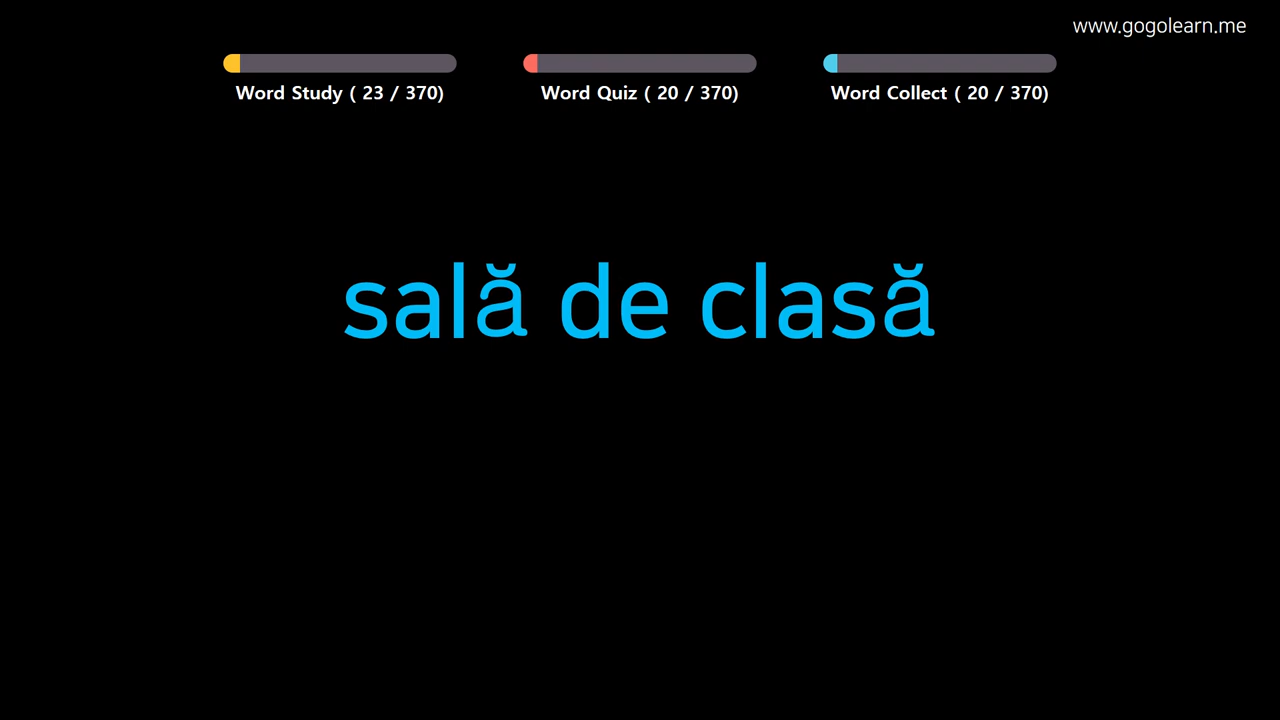 www.gogolearn.me
Word Study ( 23 / 370)
Word Quiz ( 20 / 370)
Word Collect ( 20 / 370)
sală de clasă